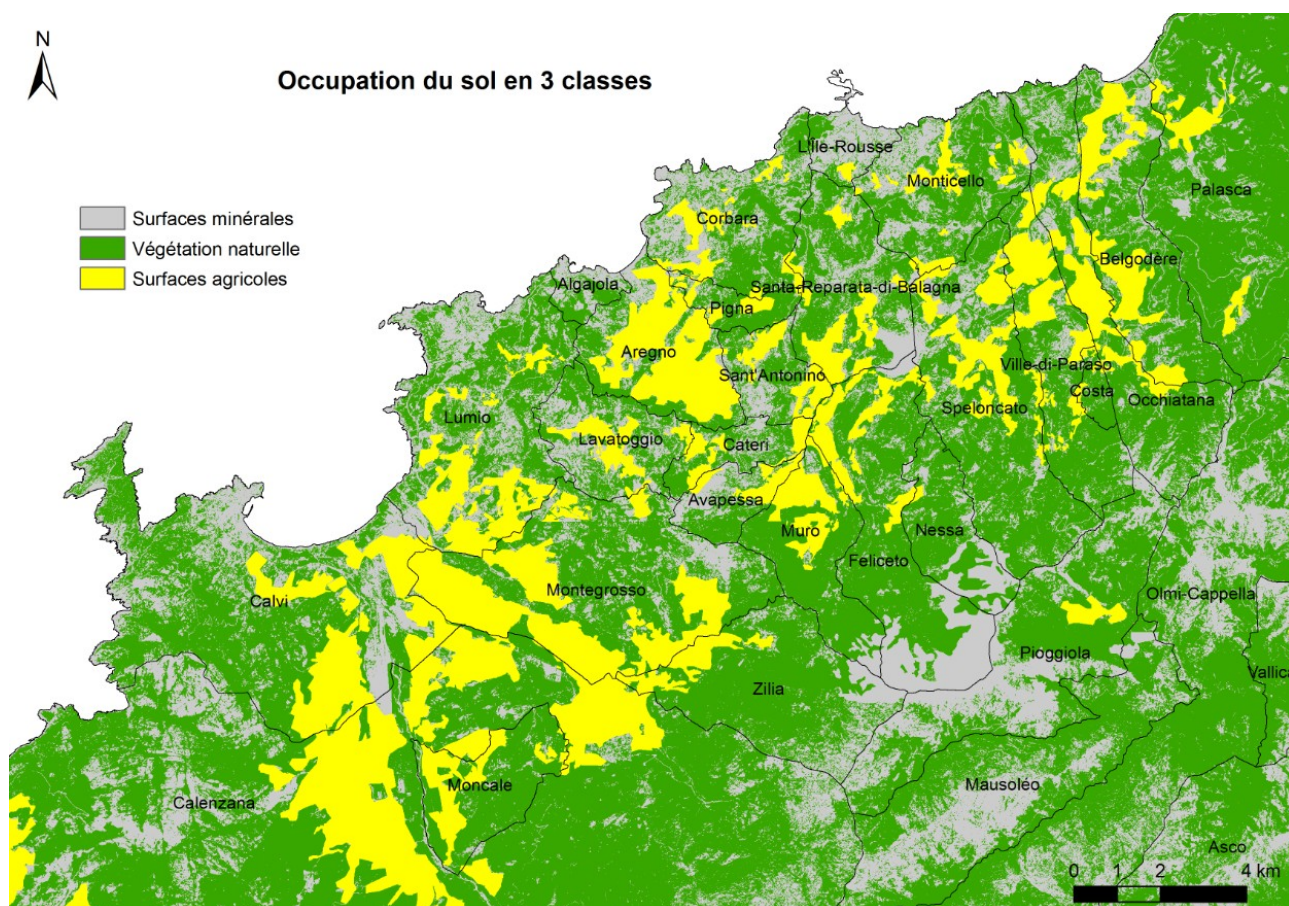 N
Occupation du sol en 3 classes
Surfaces minérales
Végétation naturelle
Surfaces agricoles
L'Île-Rousse
Monticello
Palasca
Corbara
Belgodère
Algajola
Santa-Reparata-di-Balagna
Pigna
Aregno
Sant'Antonino
Ville-di-Paraso
Costa
Occhiatana
Speloncato
Lumio
Lavatoggio
Cateri
Avapessa
Muro
Nessa
Feliceto
Calvi
Montegrosso
Olmi-Cappella
Pioggiola
Vallica
Zilia
Moncale
Calenzana
Mausoléo
Asco
0 1 2 4 km